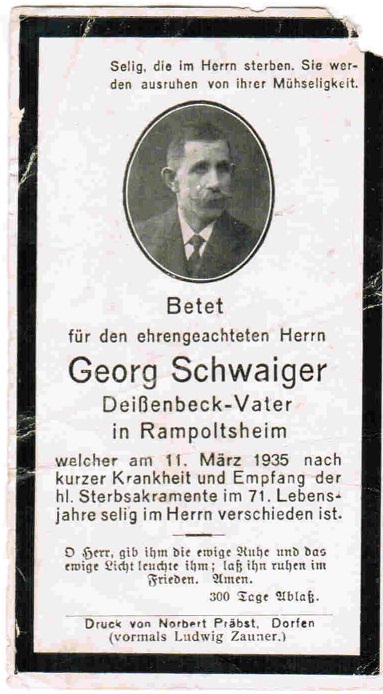 Selig, die im Herrn sterben. Sie wer-
den ausruhen von ihrer Mühseligkeit.
Betet
für den ehrengeachteten Herrn
Georg Schwaiger
Deißenbeck-Vater
in Rampoltsheim
welcher am 11. März 1935 nach
kurzer Krankheit und Empfang der
hl. Sterbsakramente im 71. Lebens-
jahre selig im Herrn verschieden ist.
O Herr, gib ihm die ewige Ruhe und das
ewige Licht leuchte ihm; laß ihn ruhen im
Frieden. Amen.
300 Tage Ablaß.
Druck von Norbert Präbst, Dorfen
(vormals Ludwig Zauner.)